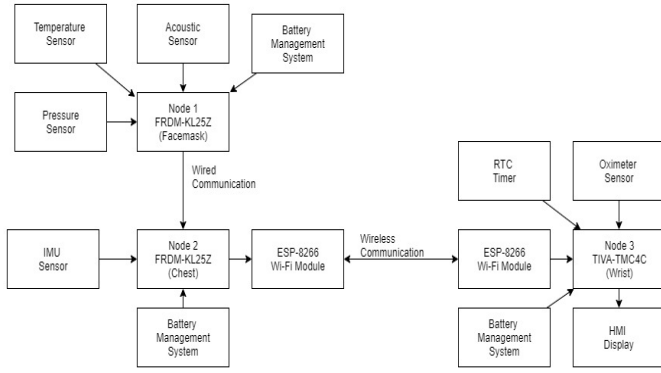 Temperature
Sensor
Acoustic
Sensor
Battery
Management
System
Pressure
Sensor
Node 1
FRDM-KL25Z
(Facemask)
Wired
Communication
RTC
Timer
Oximeter
Sensor
IMU
Sensor
Node 2
FRDM-KL25Z
(Chest)
ESP-8266
Wi-Fi Module
Wireless
Communication
ESP-8266
Wi-Fi Module
Node 3
TIVA-TMC4C
(Wrist)
Battery
Management
System
Battery
Management
System
HMI
Display